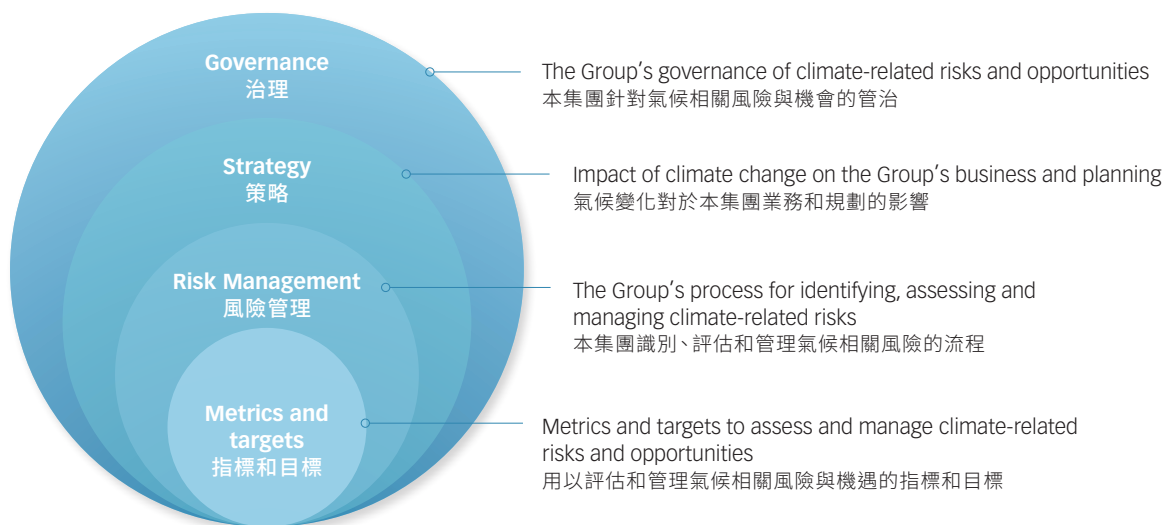 Governance
治理
The Group's governance of climate-related risks and opportunities
本集團針對氣候相關風險與機會的管治
Strategy
策略
Impact of climate change on the Group's business and planning
氣候變化對於本集團業務和規劃的影響
Risk Management
風險管理
The Group's process for identifying, assessing and
managing climate-related risks
本集團識別、評估和管理氣候相關風險的流程
Metrics and
targets
指標和目標
Metrics and targets to assess and manage climate-related
risks and opportunities
用以評估和管理氣候相關風險與機遇的指標和目標